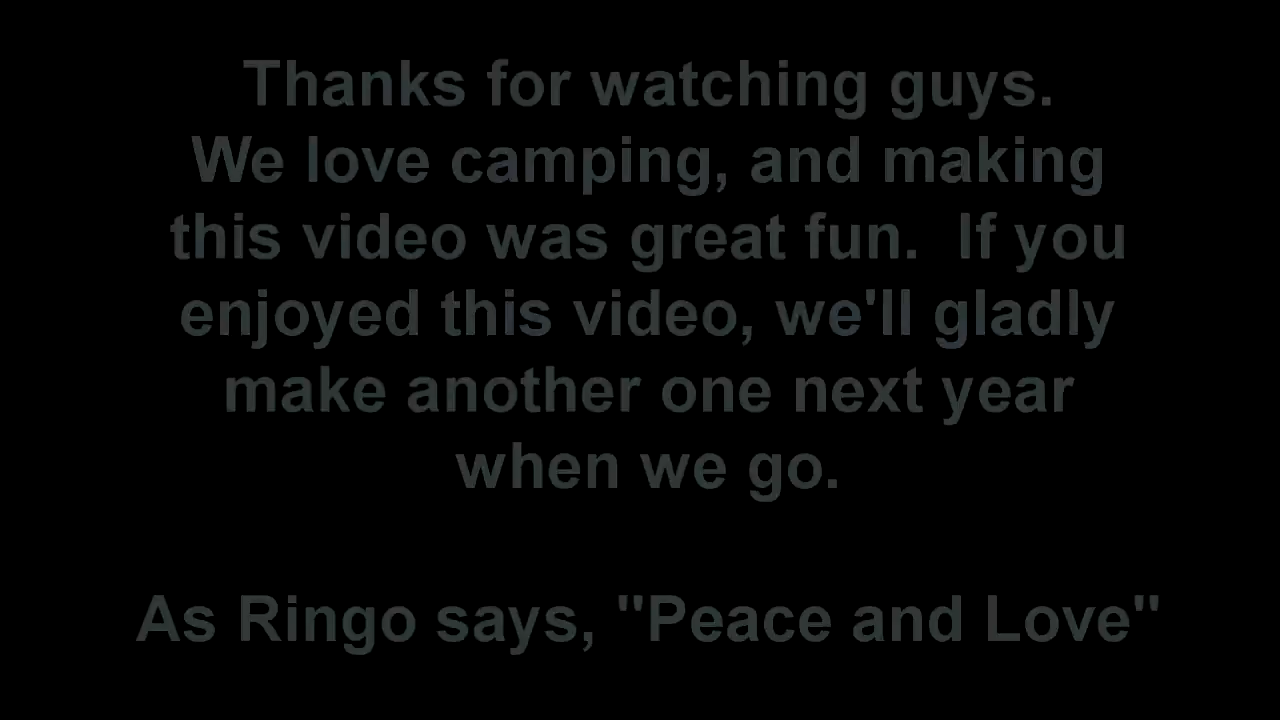 Thanks for watching guys.
We love camping, and making
this video was great fun.  If you
enjoyed this video, we'll gladly
make another one next year
when we go.
As Ringo says, "Peace and Love"